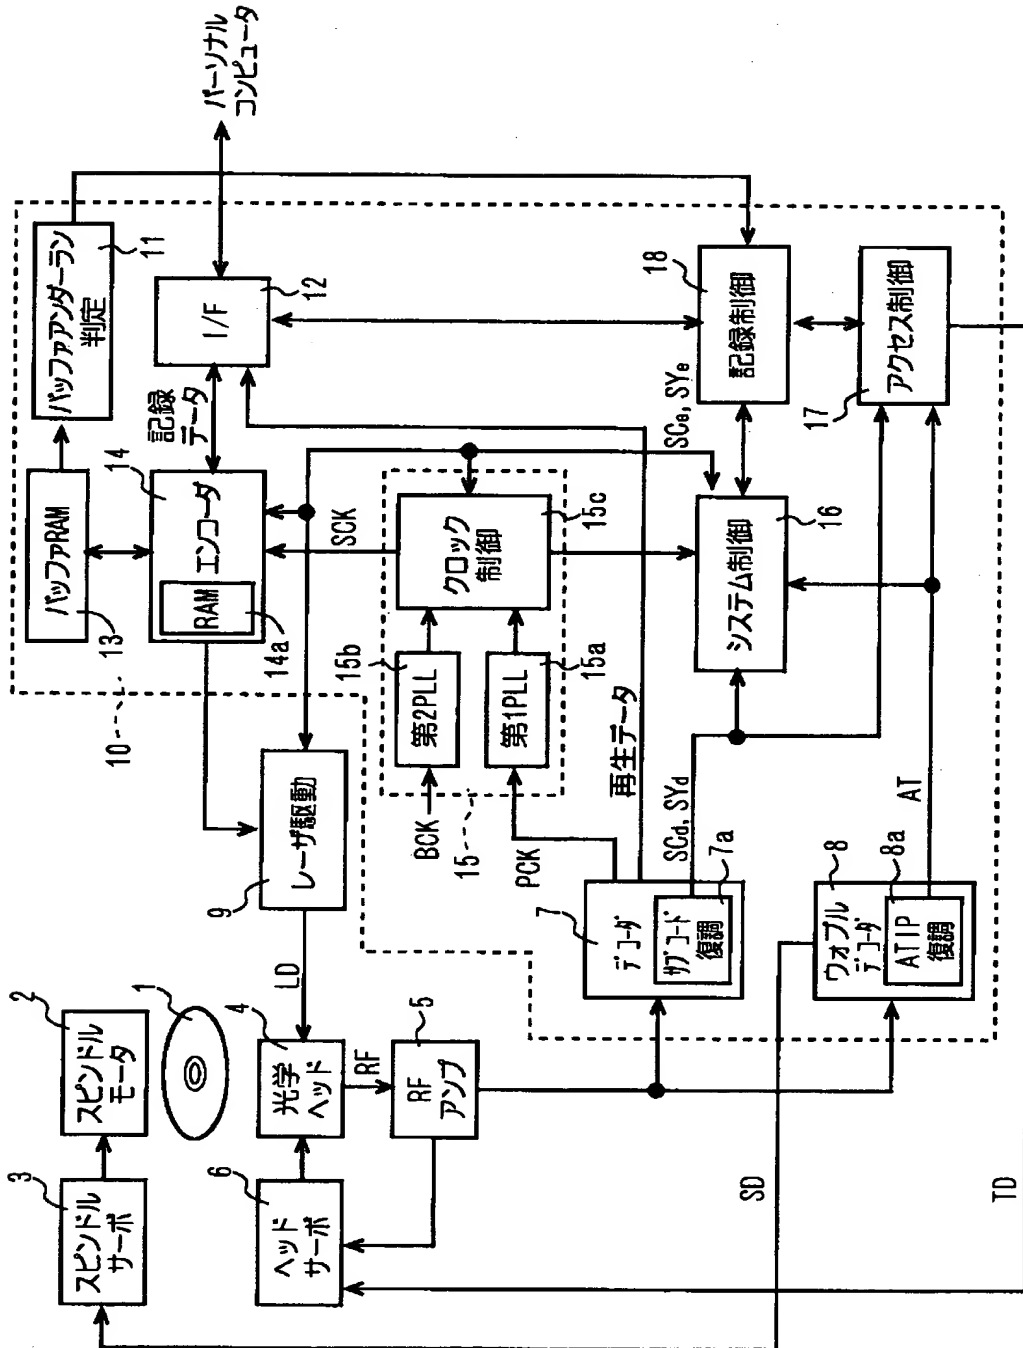 3
スピンドル
サーボ
2
スピンドル
モータ
1
6
ヘッド
サーボ
4
光学
ヘッド
LD
9
レーザ駆動
10
13
バッファRAM
バッファアンダーラン
判定
11
14
エンコーダ
RAM
14a
記録
データ
I/F
12
パーソナル
コンピュータ
RF
5
RF
アンプ
BCK
15
第2PLL
15b
PCK
第1PLL
15a
クロック
制御
15c
SCK
7
デコーダ
サブコード
復調
7a
再生データ
SCd, SYd
システム制御
16
SCe, SYe
記録制御
18
SD
ウォブル
デコーダ
8
ATIP
復調
8a
AT
17
アクセス制御
TD